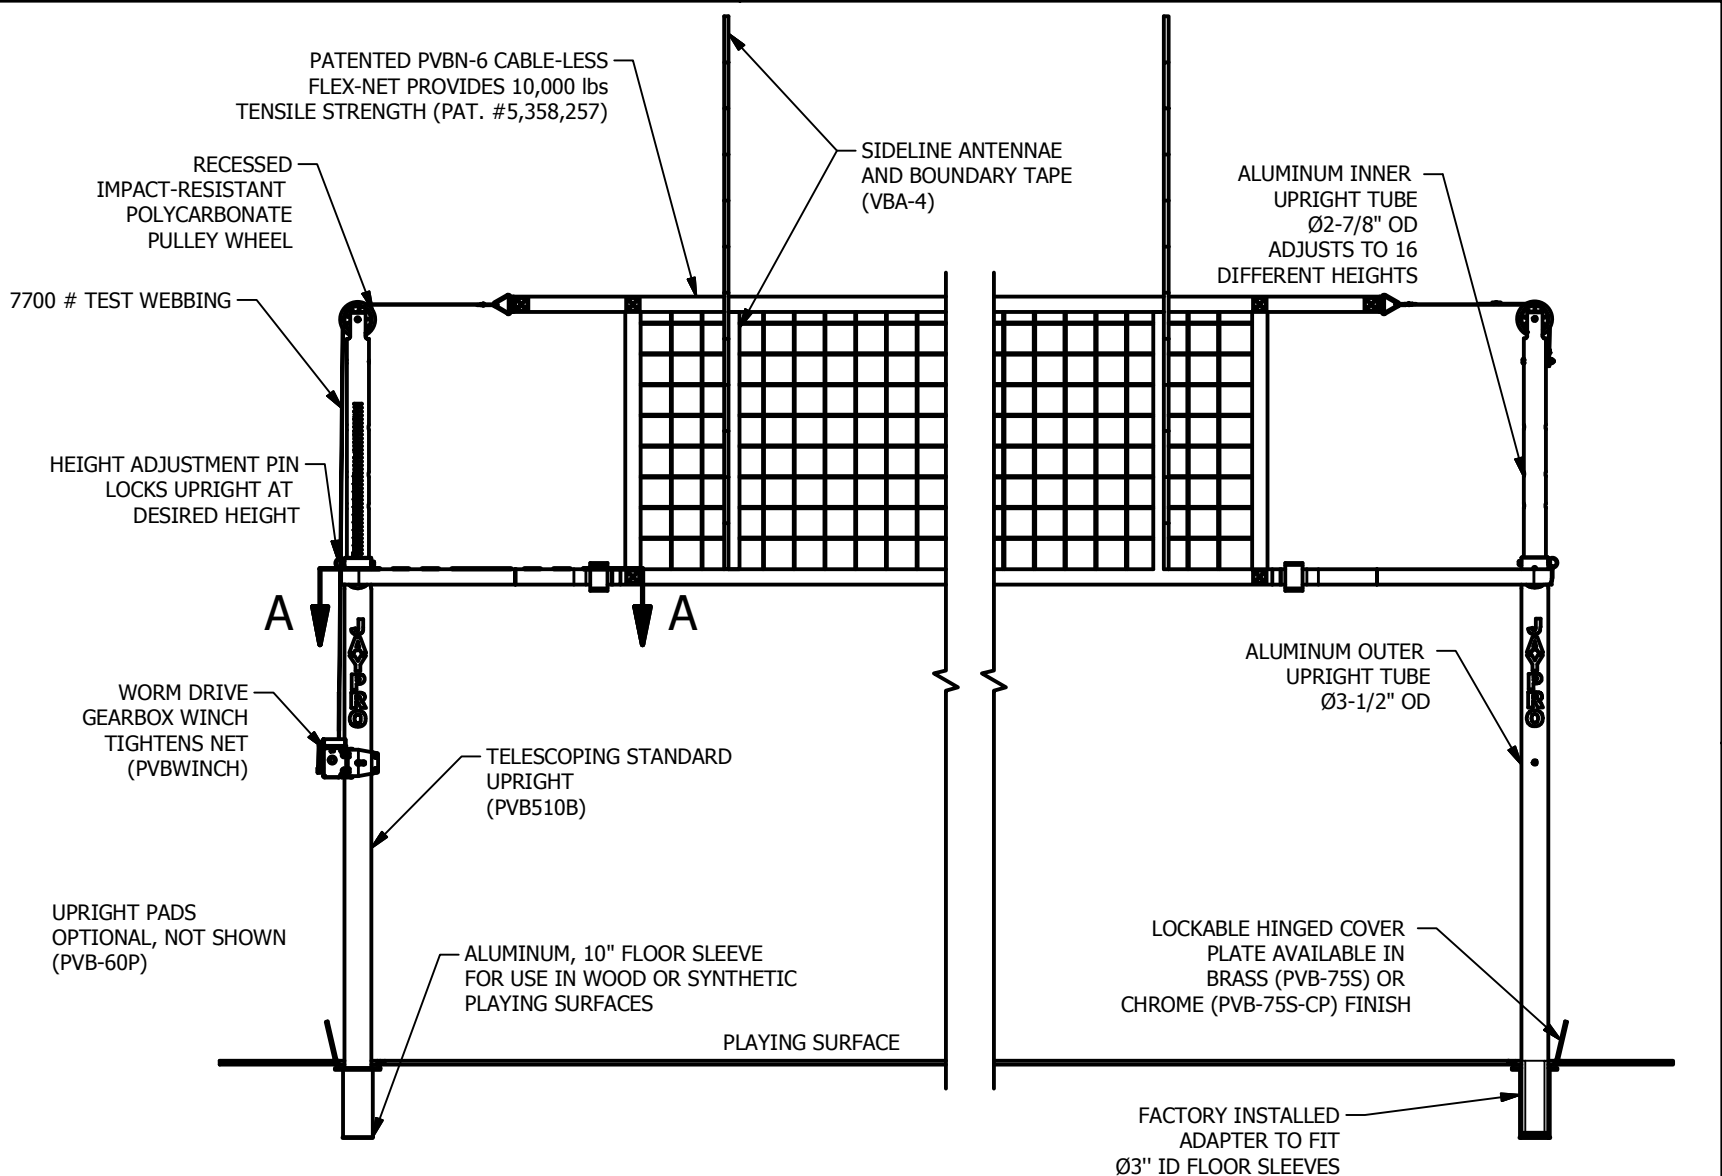 PATENTED PVBN-6 CABLE-LESS
FLEX-NET PROVIDES 10,000 lbs
TENSILE STRENGTH (PAT. #5,358,257)
RECESSED
IMPACT-RESISTANT
POLYCARBONATE
PULLEY WHEEL
7700 # TEST WEBBING
SIDELINE ANTENNAE
AND BOUNDARY TAPE
(VBA-4)
ALUMINUM INNER
UPRIGHT TUBE
Ø2-7/8" OD
ADJUSTS TO 16
DIFFERENT HEIGHTS
HEIGHT ADJUSTMENT PIN
LOCKS UPRIGHT AT
DESIRED HEIGHT
A
A
JAYPRO
JAYPRO
WORM DRIVE
GEARBOX WINCH
TIGHTENS NET
(PVBWINCH)
TELESCOPING STANDARD
UPRIGHT
(PVB510B)
ALUMINUM OUTER
UPRIGHT TUBE
Ø3-1/2" OD
UPRIGHT PADS
OPTIONAL, NOT SHOWN
(PVB-60P)
ALUMINUM, 10" FLOOR SLEEVE
FOR USE IN WOOD OR SYNTHETIC
PLAYING SURFACES
PLAYING SURFACE
LOCKABLE HINGED COVER
PLATE AVAILABLE IN
BRASS (PVB-75S) OR
CHROME (PVB-75S-CP) FINISH
FACTORY INSTALLED
ADAPTER TO FIT
Ø3" ID FLOOR SLEEVES